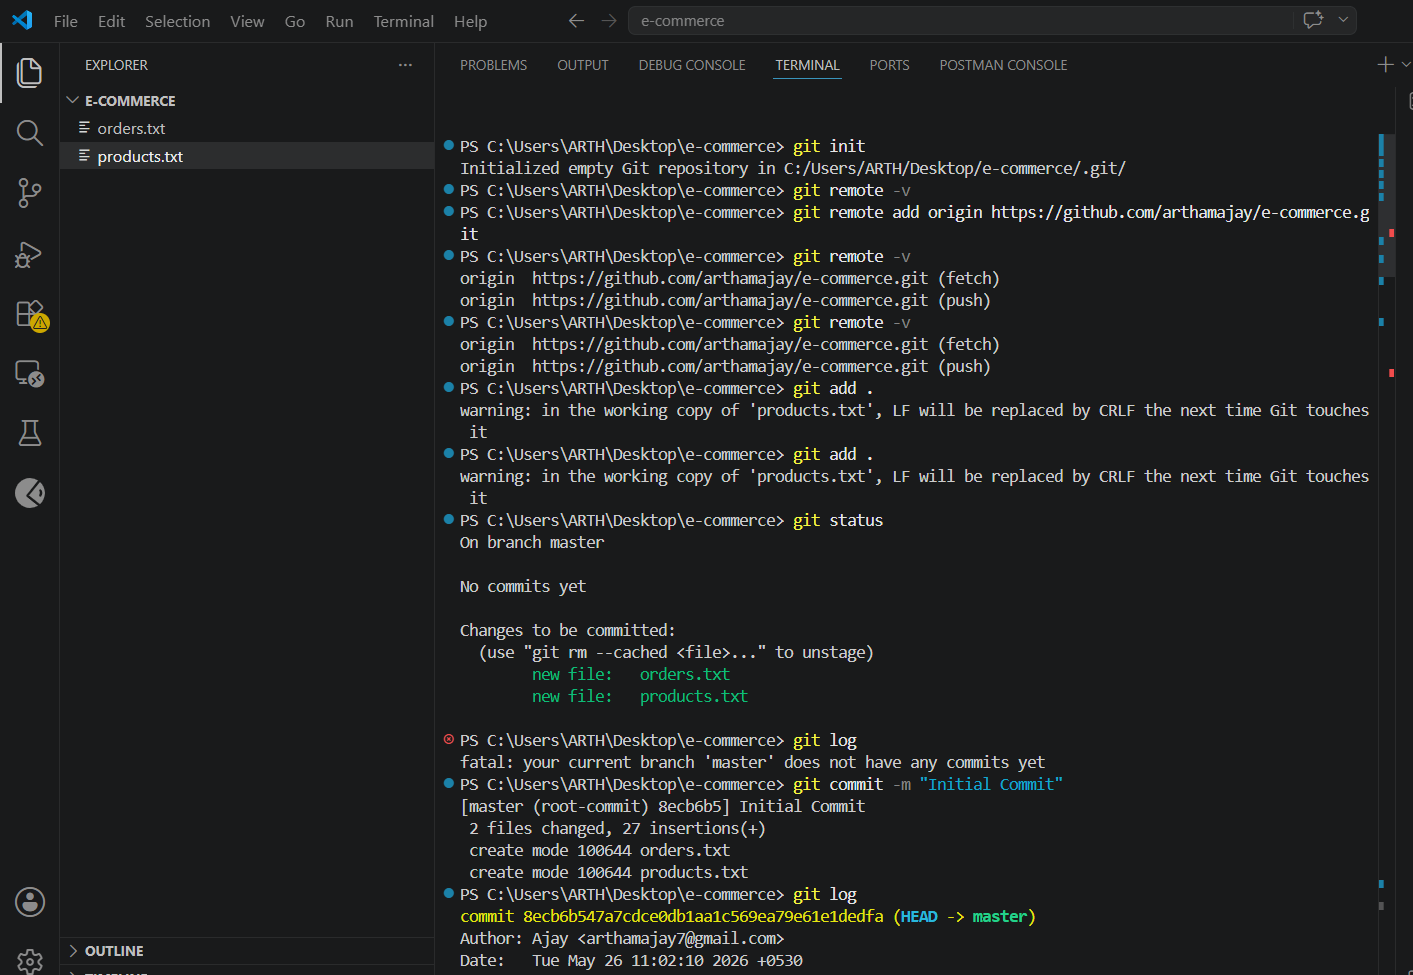 File Edit Selection View Go Run Terminal Help
e-commerce
EXPLORER
E-COMMERCE
orders.txt
products.txt
OUTLINE
PROBLEMS OUTPUT DEBUG CONSOLE TERMINAL PORTS POSTMAN CONSOLE
PS C:\Users\ARTH\Desktop\e-commerce> git init
Initialized empty Git repository in C:/Users/ARTH/Desktop/e-commerce/.git/
PS C:\Users\ARTH\Desktop\e-commerce> git remote -v
PS C:\Users\ARTH\Desktop\e-commerce> git remote add origin https://github.com/arthamajay/e-commerce.g
it
PS C:\Users\ARTH\Desktop\e-commerce> git remote -v
origin  https://github.com/arthamajay/e-commerce.git (fetch)
origin  https://github.com/arthamajay/e-commerce.git (push)
PS C:\Users\ARTH\Desktop\e-commerce> git remote -v
origin  https://github.com/arthamajay/e-commerce.git (fetch)
origin  https://github.com/arthamajay/e-commerce.git (push)
PS C:\Users\ARTH\Desktop\e-commerce> git add .
warning: in the working copy of 'products.txt', LF will be replaced by CRLF the next time Git touches
 it
PS C:\Users\ARTH\Desktop\e-commerce> git add .
warning: in the working copy of 'products.txt', LF will be replaced by CRLF the next time Git touches
 it
PS C:\Users\ARTH\Desktop\e-commerce> git status
On branch master
No commits yet
Changes to be committed:
  (use "git rm --cached <file>..." to unstage)
        new file:   orders.txt
        new file:   products.txt
PS C:\Users\ARTH\Desktop\e-commerce> git log
fatal: your current branch 'master' does not have any commits yet
PS C:\Users\ARTH\Desktop\e-commerce> git commit -m "Initial Commit"
[master (root-commit) 8ecb6b5] Initial Commit
 2 files changed, 27 insertions(+)
 create mode 100644 orders.txt
 create mode 100644 products.txt
PS C:\Users\ARTH\Desktop\e-commerce> git log
commit 8ecb6b547a7cdce0db1aa1c569ea79e61e1dedfa (HEAD -> master)
Author: Ajay <arthamajay7@gmail.com>
Date:   Tue May 26 11:02:10 2026 +0530